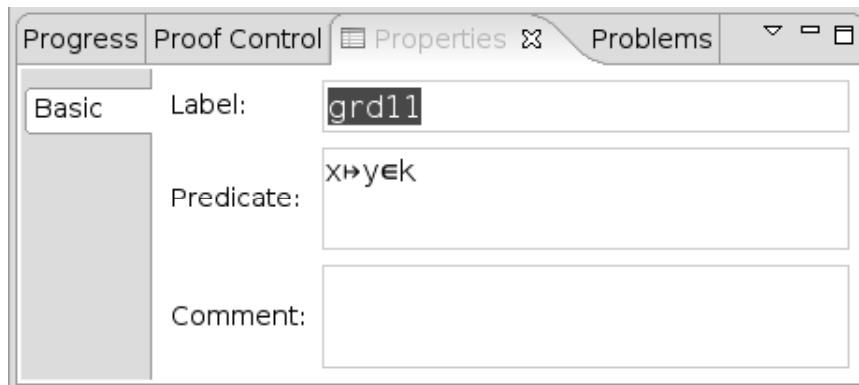 Progress Proof Control Properties Problems
Basic
Label: grd11
Predicate: x↦y∈k
Comment: